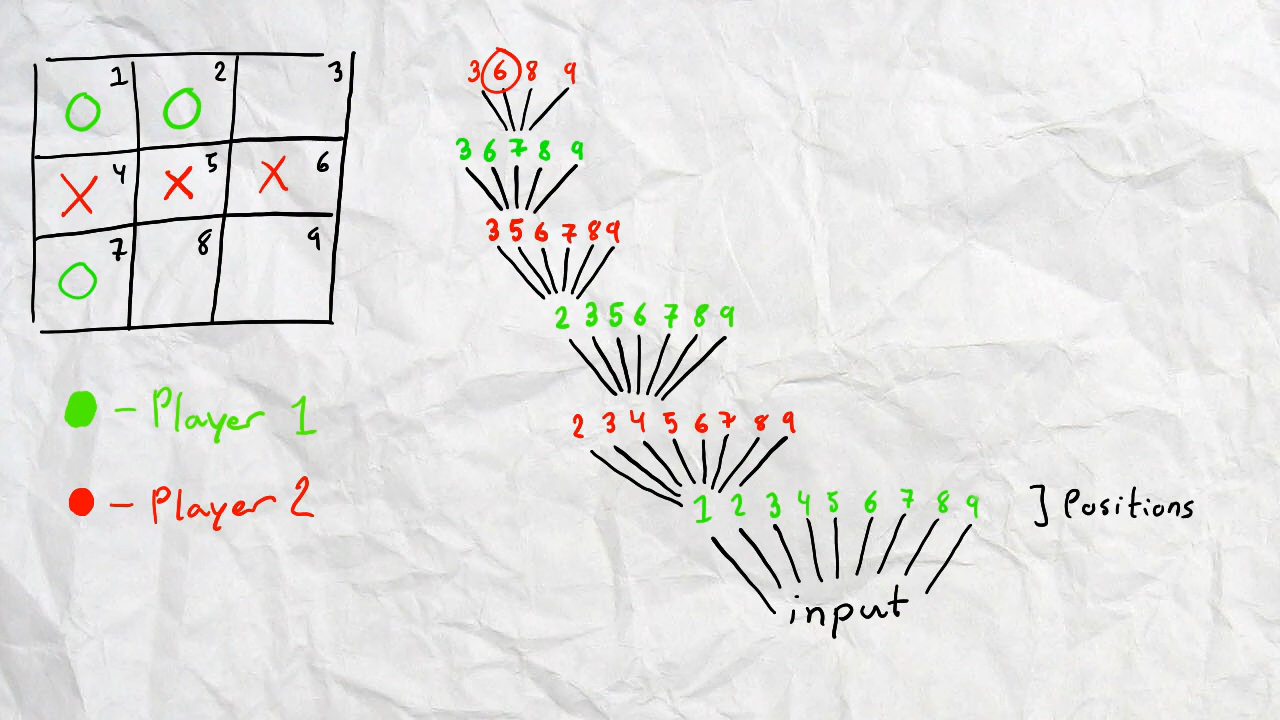 1 2 3
O O
4 5 6
X X X
7 8 9
O
- Player 1
- Player 2
3 6 8 9
3 6 7 8 9
3 5 6 7 8 9
2 3 5 6 7 8 9
2 3 4 5 6 7 8 9
1 2 3 4 5 6 7 8 9 ] Positions
input